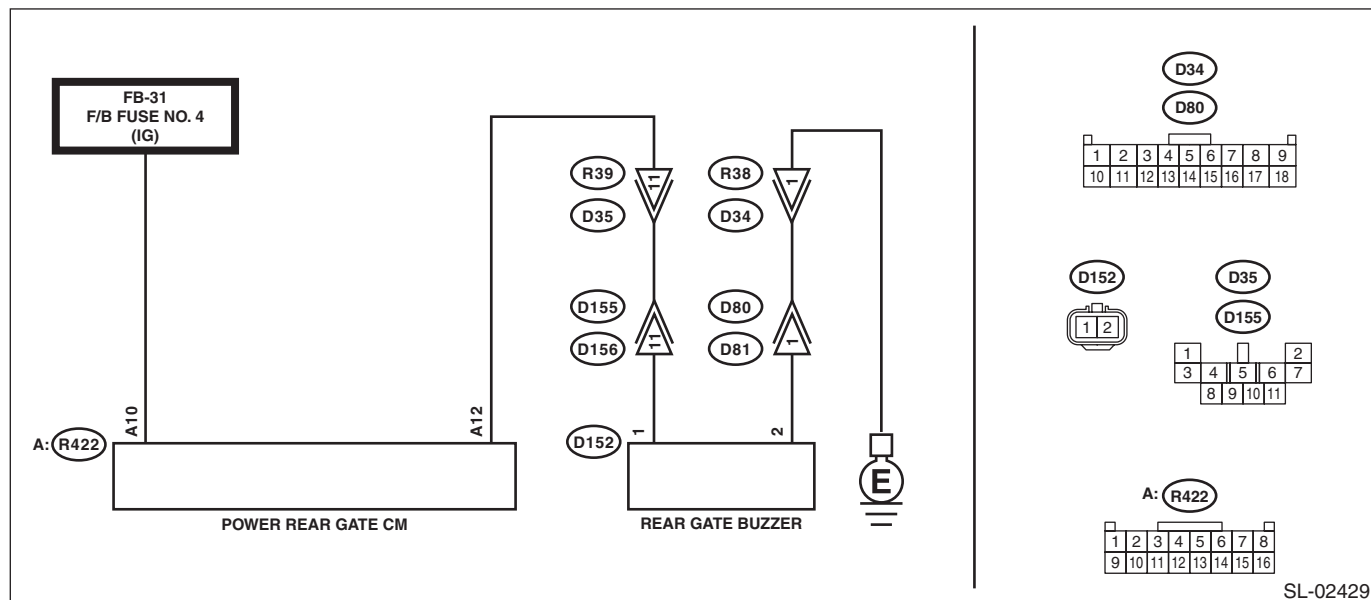 FB-31
F/B FUSE NO. 4
(IG)
R39
11
D35
R38
1
D34
D155
11
D156
D80
1
D81
A: R422
A10
A12
D152
1
2
E
POWER REAR GATE CM
REAR GATE BUZZER
D34
D80
1 2 3 4 5 6 7 8 9
10 11 12 13 14 15 16 17 18
D152
1 2
D35
D155
1 2
3 4 5 6 7
8 9 10 11
A: R422
1 2 3 4 5 6 7 8
9 10 11 12 13 14 15 16
SL-02429